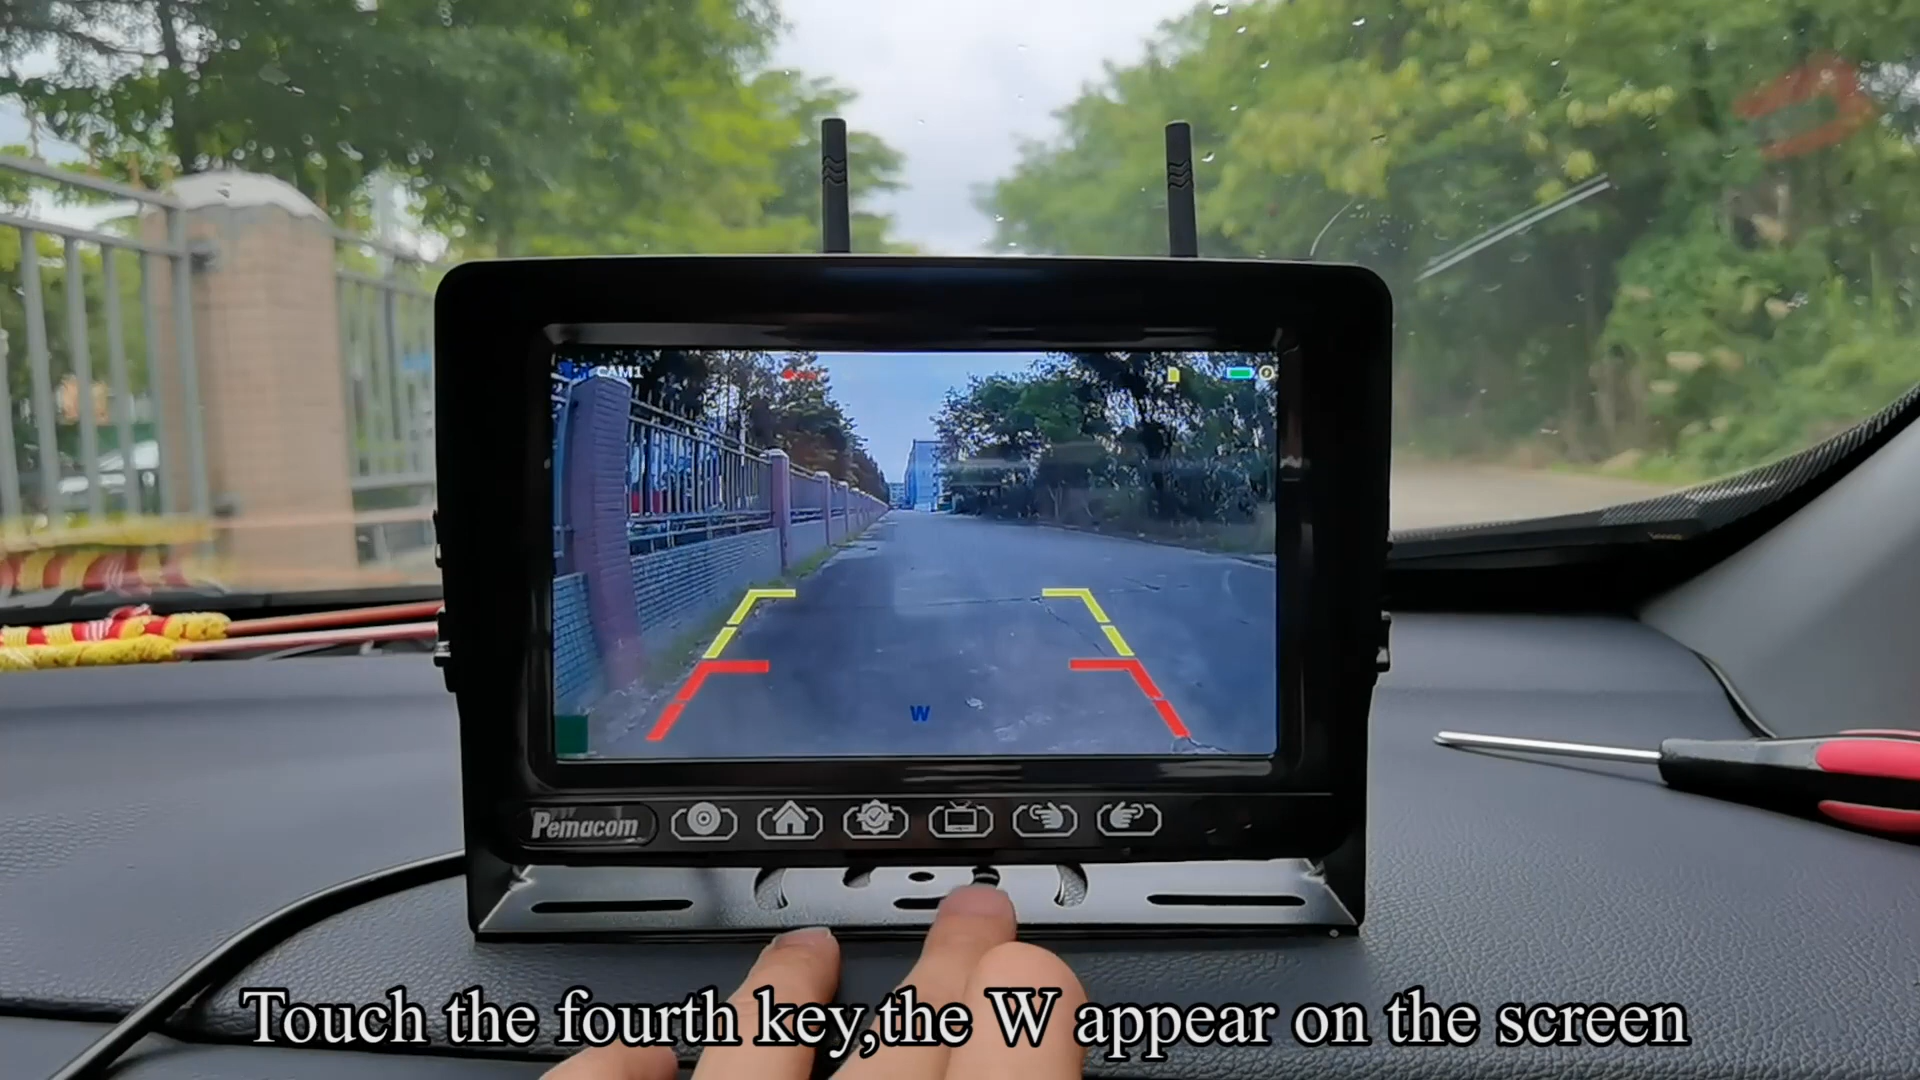 CAM1
W
Pemacom
Touch the fourth key,the W appear on the screen